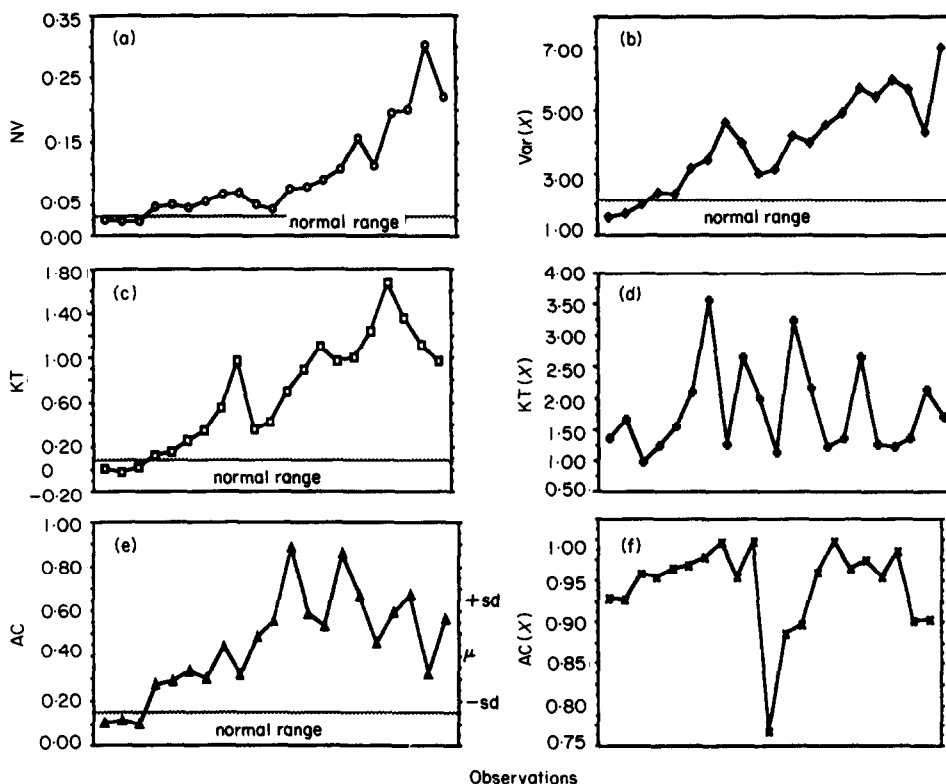 (a)
NV
0·35
0·25
0·15
0·05
0·00
normal range
(b)
Var(X)
7·00
5·00
3·00
2·00
1·00
normal range
(c)
KT
1·80
1·40
1·00
0·60
0·20
0
−0·20
normal range
(d)
KT(X)
4·00
3·50
3·00
2·50
2·00
1·50
1·00
0·50
(e)
AC
1·00
0·80
0·60
0·40
0·20
0·00
+sd
μ
−sd
normal range
(f)
AC(X)
1·00
0·95
0·90
0·85
0·80
0·75
Observations